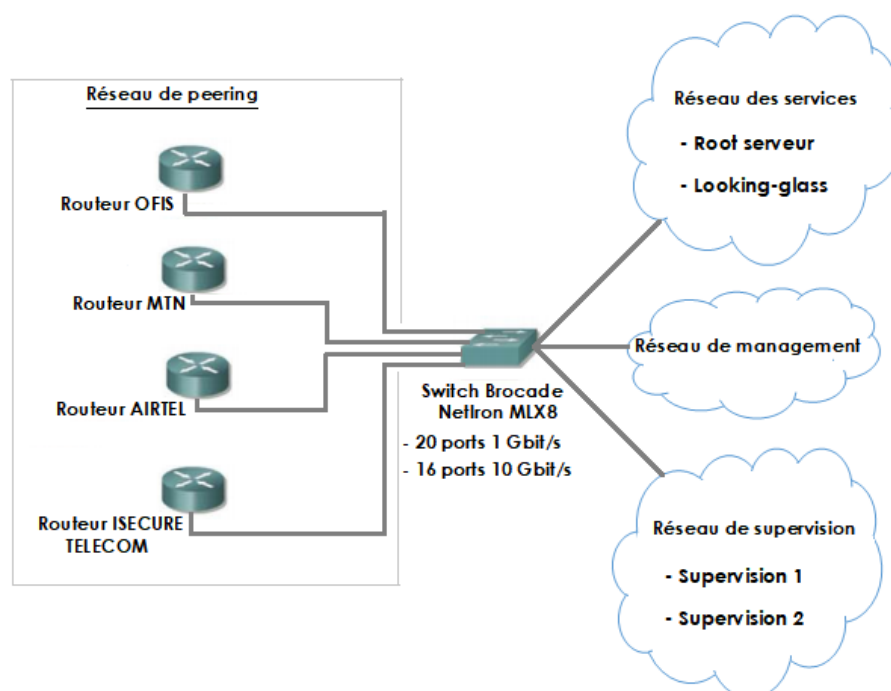 Réseau de peering
Routeur OFIS
Routeur MTN
Routeur AIRTEL
Routeur ISECURE
TELECOM
Switch Brocade
NetIron MLX8
- 20 ports 1 Gbit/s
- 16 ports 10 Gbit/s
Réseau des services
- Root serveur
- Looking-glass
Réseau de management
Réseau de supervision
- Supervision 1
- Supervision 2